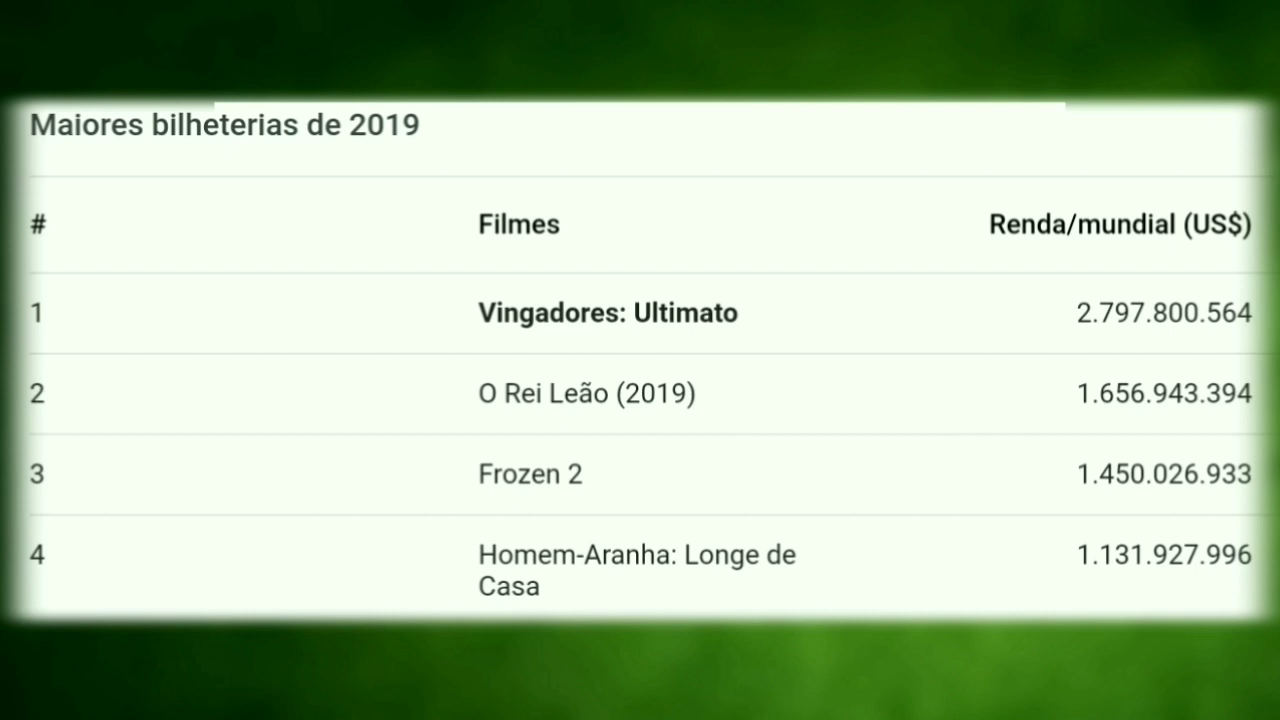 Maiores bilheterias de 2019
# Filmes Renda/mundial (US$)
1 Vingadores: Ultimato 2.797.800.564
2 O Rei Leão (2019) 1.656.943.394
3 Frozen 2 1.450.026.933
4 Homem-Aranha: Longe de 1.131.927.996
Casa